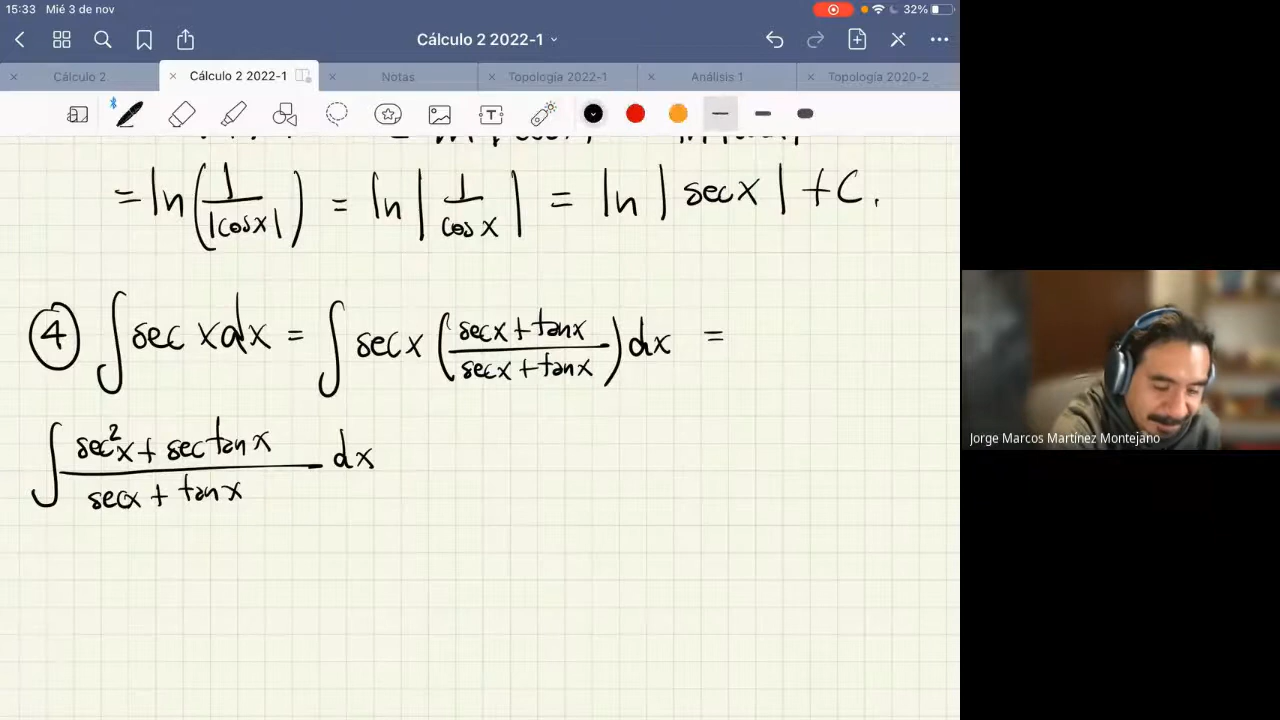 15:33 Mié 3 de nov
32%
Cálculo 2 2022-1
Cálculo 2
Cálculo 2 2022-1
Notas
Topología 2022-1
Análisis 1
Topología 2020-2
= ln(1/|cos x|) = ln|1/cos x| = ln|sec x| + C.
④ ∫ sec x dx = ∫ sec x ((sec x + tan x)/(sec x + tan x)) dx =
∫ (sec² x + sec tan x)/(sec x + tan x) dx
Jorge Marcos Martínez Montejano